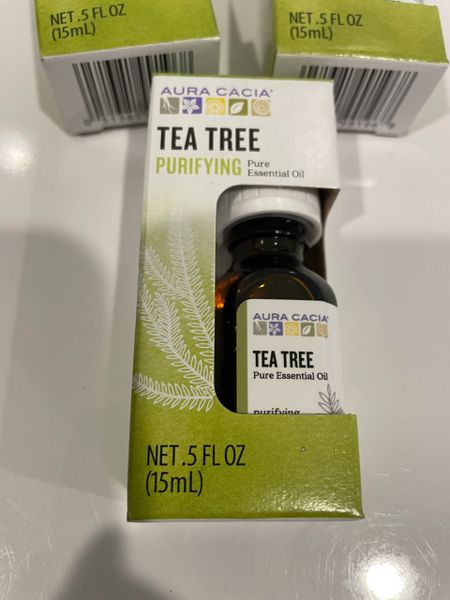 NET .5 FL OZ
(15mL)
NET .5 FL OZ
(15mL)
AURA CACIA®
TEA TREE
PURIFYING Pure
Essential Oil
AURA CACIA®
TEA TREE
Pure Essential Oil
purifying
NET .5 FL OZ
(15mL)